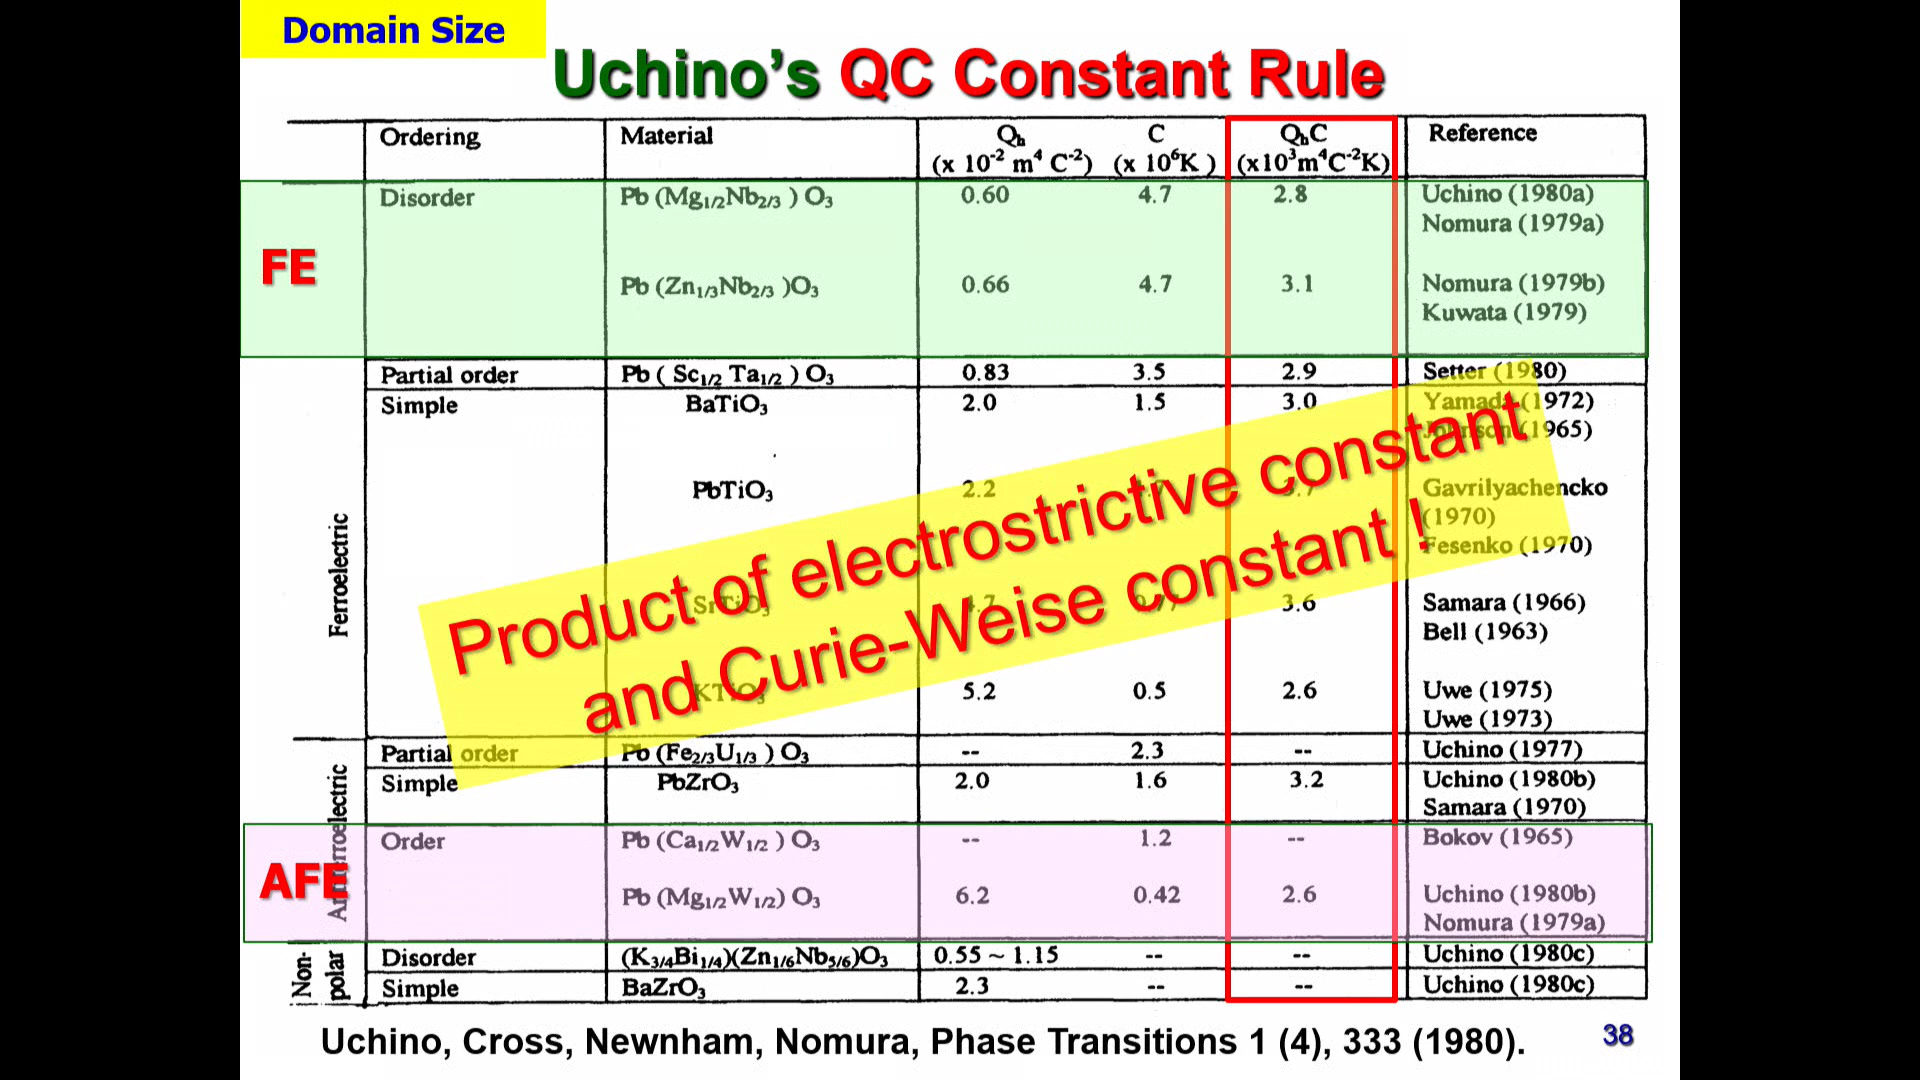 Domain Size
Uchino's QC Constant Rule
Ordering Material Qh C QhC Reference
(x 10⁻² m⁴ C⁻²) (x 10⁶K ) (x10³m⁴C⁻²K)
Disorder Pb (Mg1/2Nb2/3 ) O3 0.60 4.7 2.8 Uchino (1980a)
Nomura (1979a)
FE
Pb (Zn1/3Nb2/3 )O3 0.66 4.7 3.1 Nomura (1979b)
Kuwata (1979)
Partial order Pb ( Sc1/2 Ta1/2 ) O3 0.83 3.5 2.9 Setter (1980)
Simple BaTiO3 2.0 1.5 3.0 Yamada (1972)
Johnson (1965)
PbTiO3 2.2 Gavrilyachencko
(1970)
Fesenko (1970)
Ferroelectric
SrTiO3 3.6 Samara (1966)
Bell (1963)
KTiO3 5.2 0.5 2.6 Uwe (1975)
Uwe (1973)
Product of electrostrictive constant
and Curie-Weise constant !
Partial order Pb (Fe2/3U1/3 ) O3 -- 2.3 -- Uchino (1977)
Simple PbZrO3 2.0 1.6 3.2 Uchino (1980b)
Samara (1970)
Order Pb (Ca1/2W1/2 ) O3 -- 1.2 -- Bokov (1965)
AFE
Pb (Mg1/2W1/2) O3 6.2 0.42 2.6 Uchino (1980b)
Nomura (1979a)
Non-
polar
Disorder (K3/4Bi1/4)(Zn1/6Nb5/6)O3 0.55 ~ 1.15 -- -- Uchino (1980c)
Simple BaZrO3 2.3 -- -- Uchino (1980c)
Uchino, Cross, Newnham, Nomura, Phase Transitions 1 (4), 333 (1980).
38